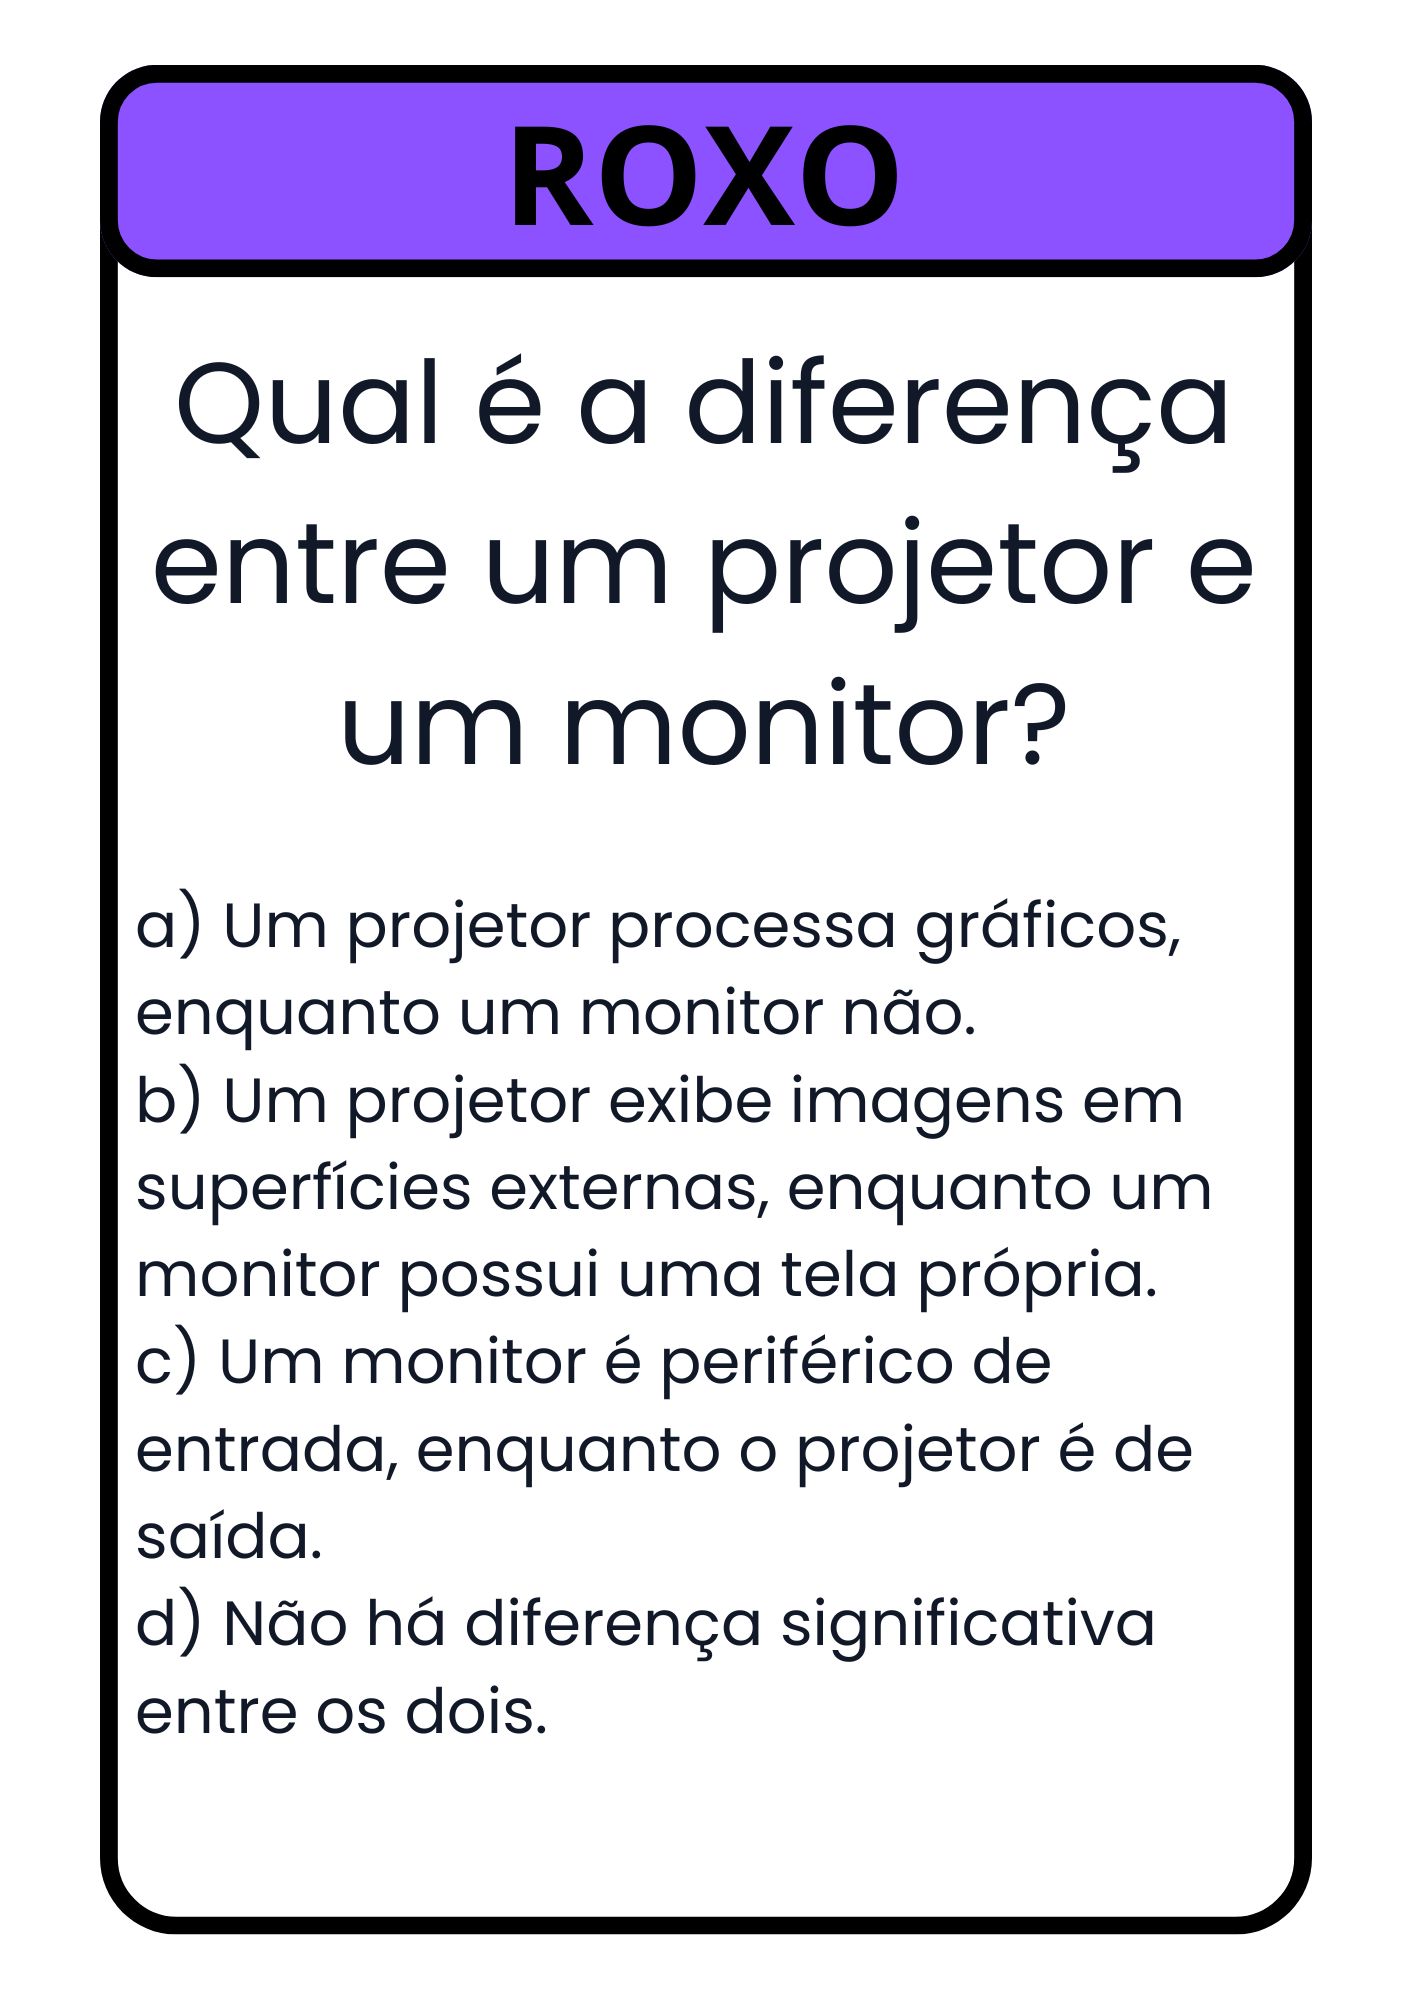 ROXO
Qual é a diferença
entre um projetor e
um monitor?
a) Um projetor processa gráficos,
enquanto um monitor não.
b) Um projetor exibe imagens em
superfícies externas, enquanto um
monitor possui uma tela própria.
c) Um monitor é periférico de
entrada, enquanto o projetor é de
saída.
d) Não há diferença significativa
entre os dois.